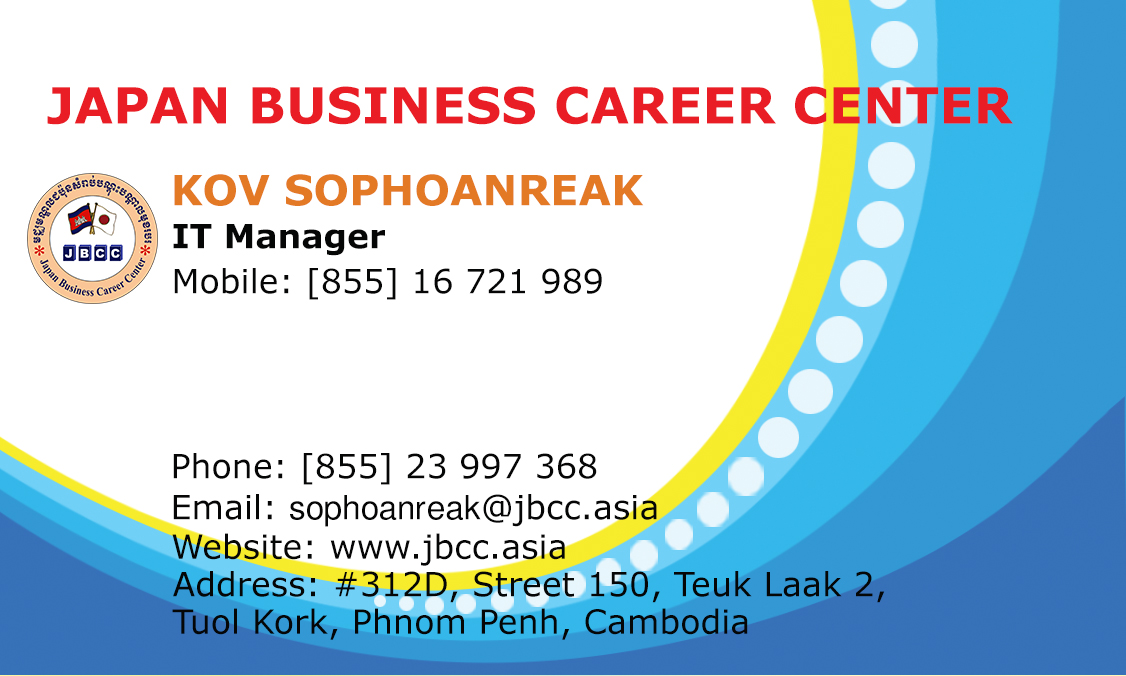 JAPAN BUSINESS CAREER CENTER
KOV SOPHOANREAK
IT Manager
Mobile: [855] 16 721 989
JBCC
Japan Business Career Center
Phone: [855] 23 997 368
Email: sophoanreak@jbcc.asia
Website: www.jbcc.asia
Address: #312D, Street 150, Teuk Laak 2,
Tuol Kork, Phnom Penh, Cambodia